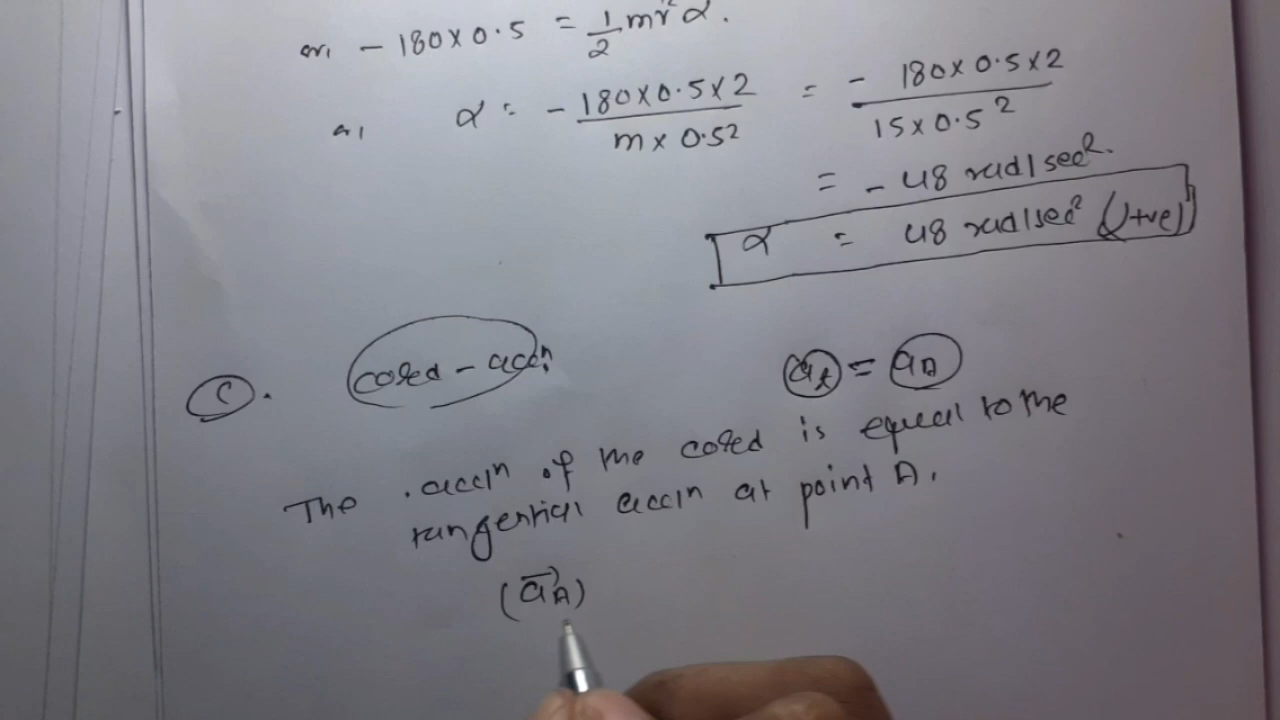 or, - 180 × 0.5 = 1/2 mr² α.
or, α = - 180×0.5×2 / m × 0.5² = - 180 × 0.5 × 2 / 15 × 0.5²
= - 48 rad/sec².
α = 48 rad/sec² (↓+ve)
C. cord - accn. at = aA
The accn of the cord is equal to the
tangential accn at point A.
(aA)